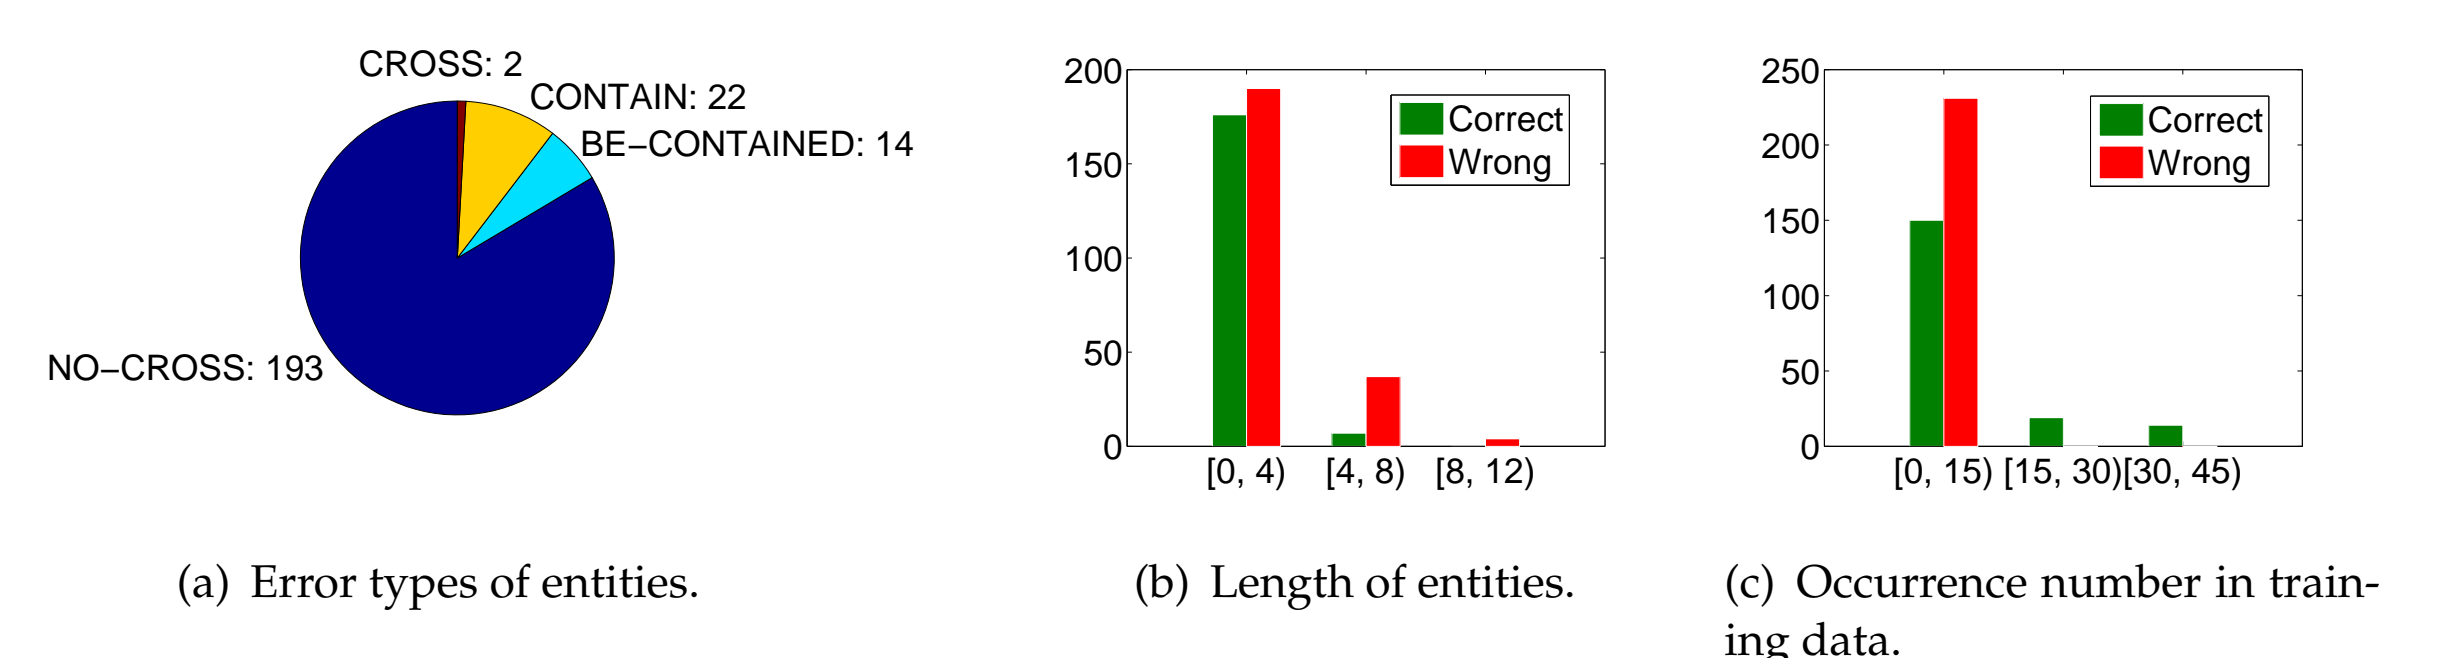 CROSS: 2
CONTAIN: 22
BE−CONTAINED: 14
NO−CROSS: 193
(a) Error types of entities.
200
150
100
50
0
Correct
Wrong
[0, 4) [4, 8) [8, 12)
(b) Length of entities.
250
200
150
100
50
0
Correct
Wrong
[0, 15) [15, 30) [30, 45)
(c) Occurrence number in train-
ing data.